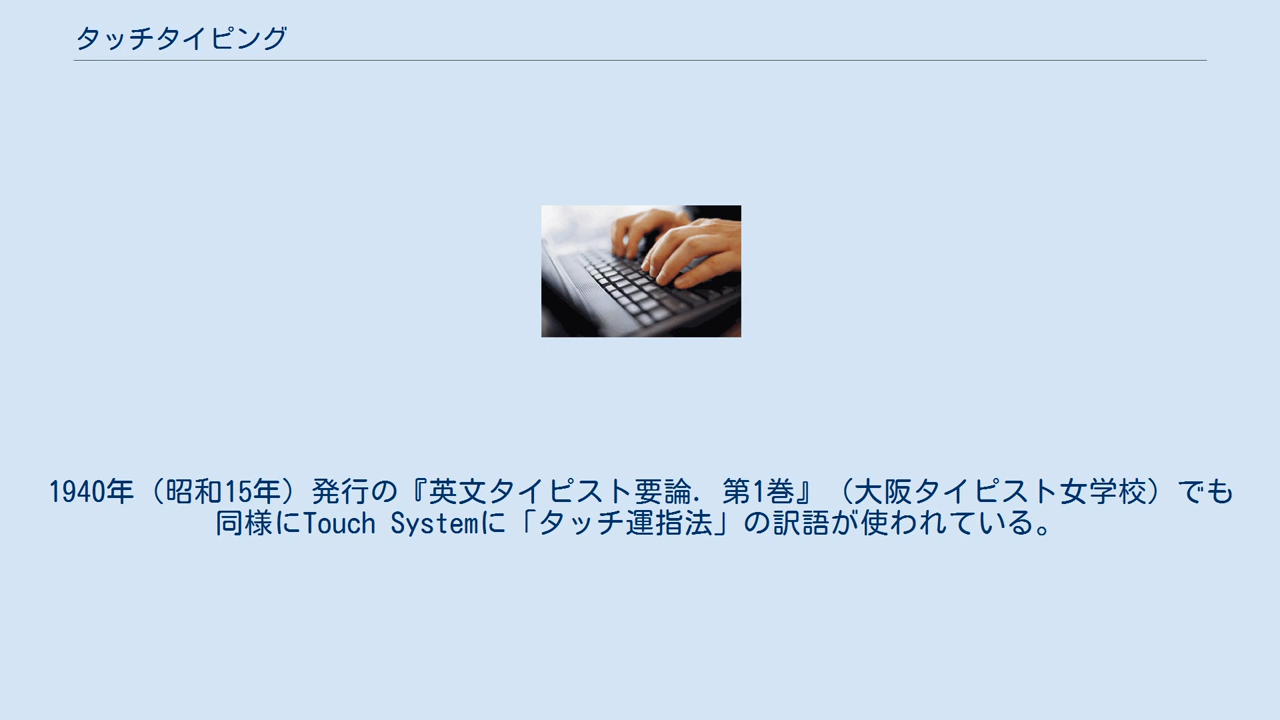 タッチタイピング
1940年（昭和15年）発行の『英文タイピスト要論. 第1巻』（大阪タイピスト女学校）でも
同様にTouch Systemに「タッチ運指法」の訳語が使われている。